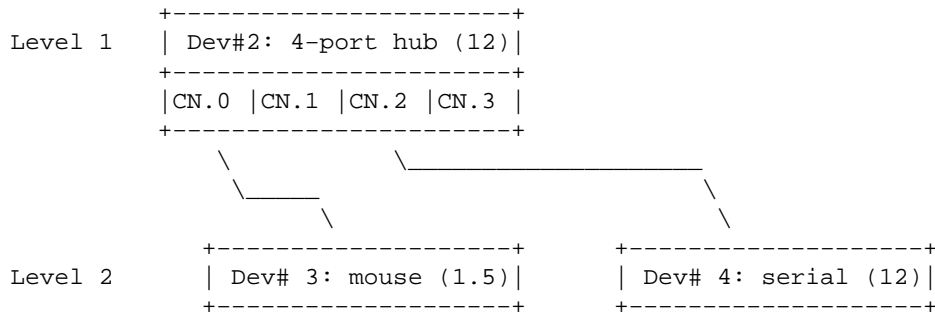 Level 1 Dev#2: 4-port hub (12)
CN.0 CN.1 CN.2 CN.3
Level 2 Dev# 3: mouse (1.5) Dev# 4: serial (12)